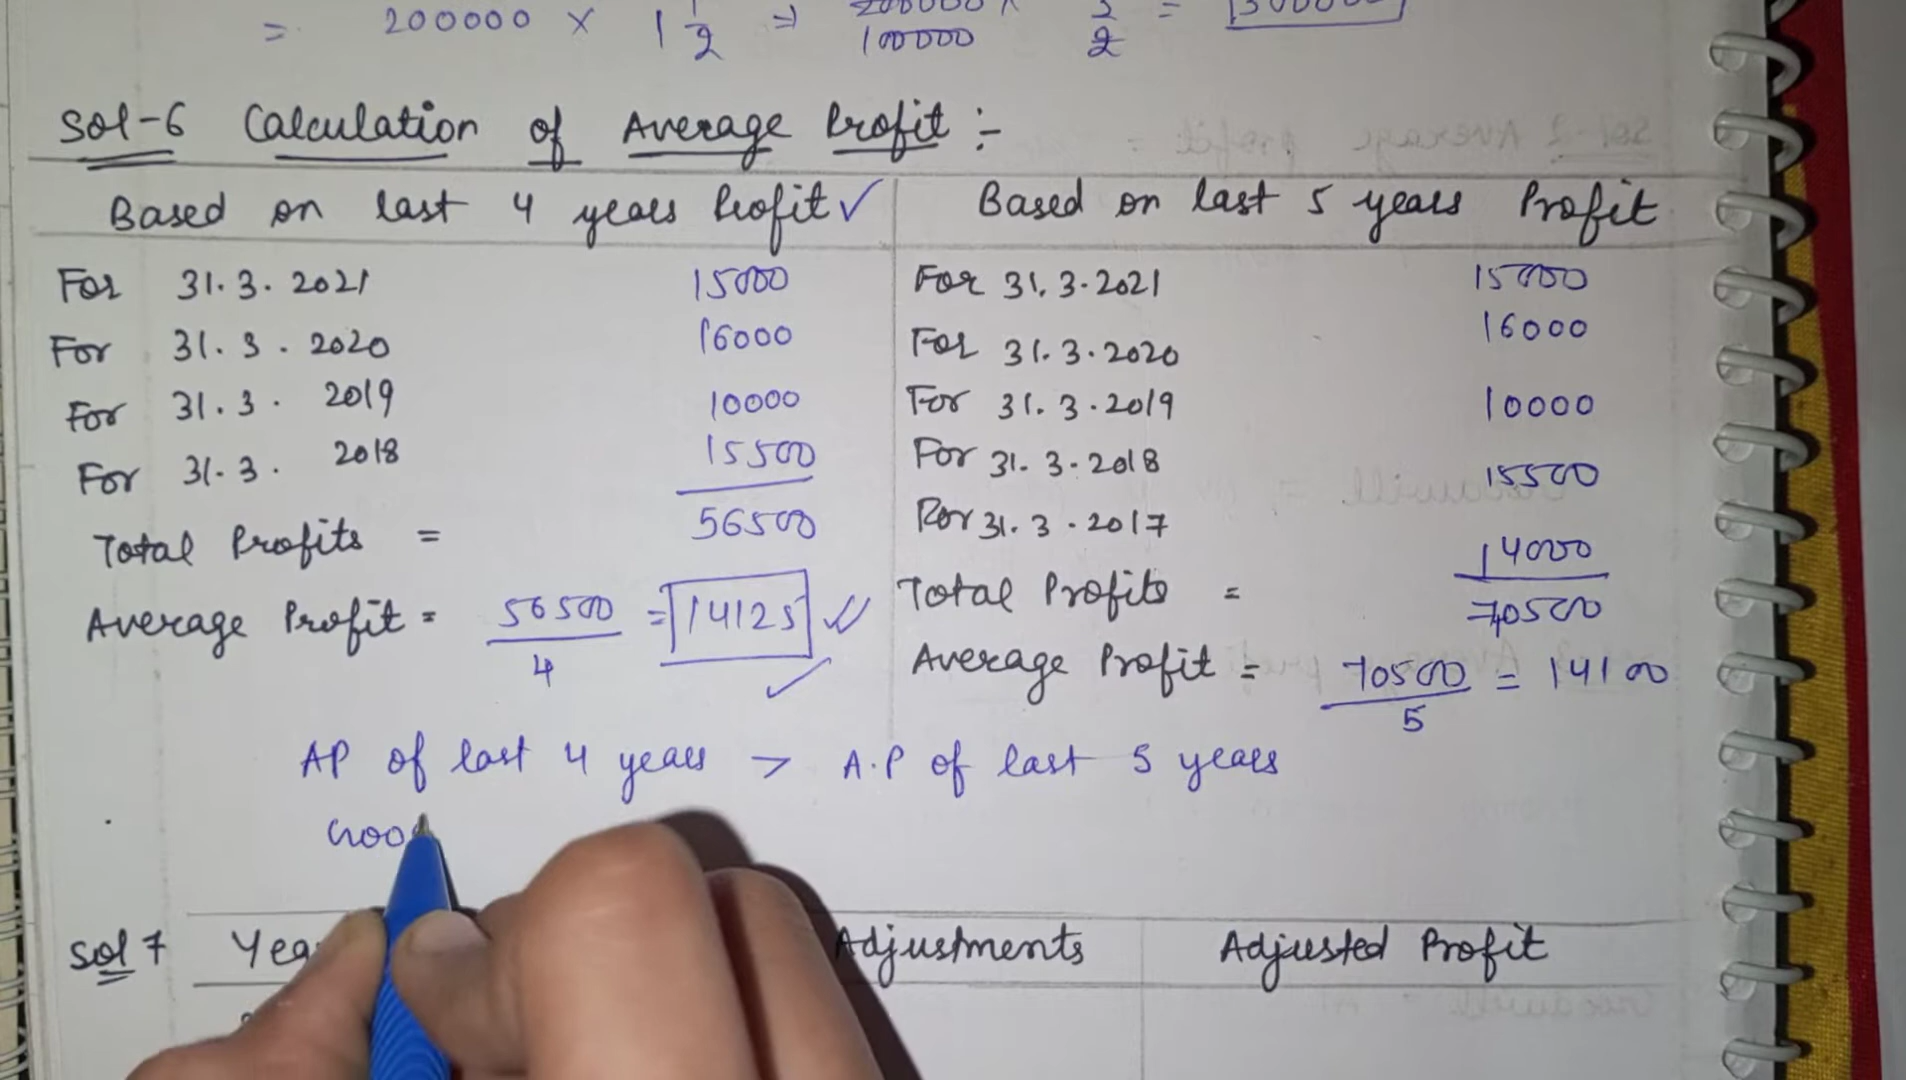 = 200000 × 1 1/2 ⇒ 200000 × 3/2 =
100000
Sol-6 Calculation of Average Profit :-
Based on last 4 years Profit ✓ Based on last 5 years Profit
For 31.3.2021 15000
For 31.3.2020 16000
For 31.3.2019 10000
For 31.3.2018 15500
Total Profits = 56500
Average Profit = 56500/4 = 14125
For 31.3.2021 15000
For 31.3.2020 16000
For 31.3.2019 10000
For 31.3.2018 15500
For 31.3.2017 14000
Total Profits = 70500
Average Profit = 70500/5 = 14100
AP of last 4 years > A.P of last 5 years
Goo
Sol 7 Yea Adjustments Adjusted Profit